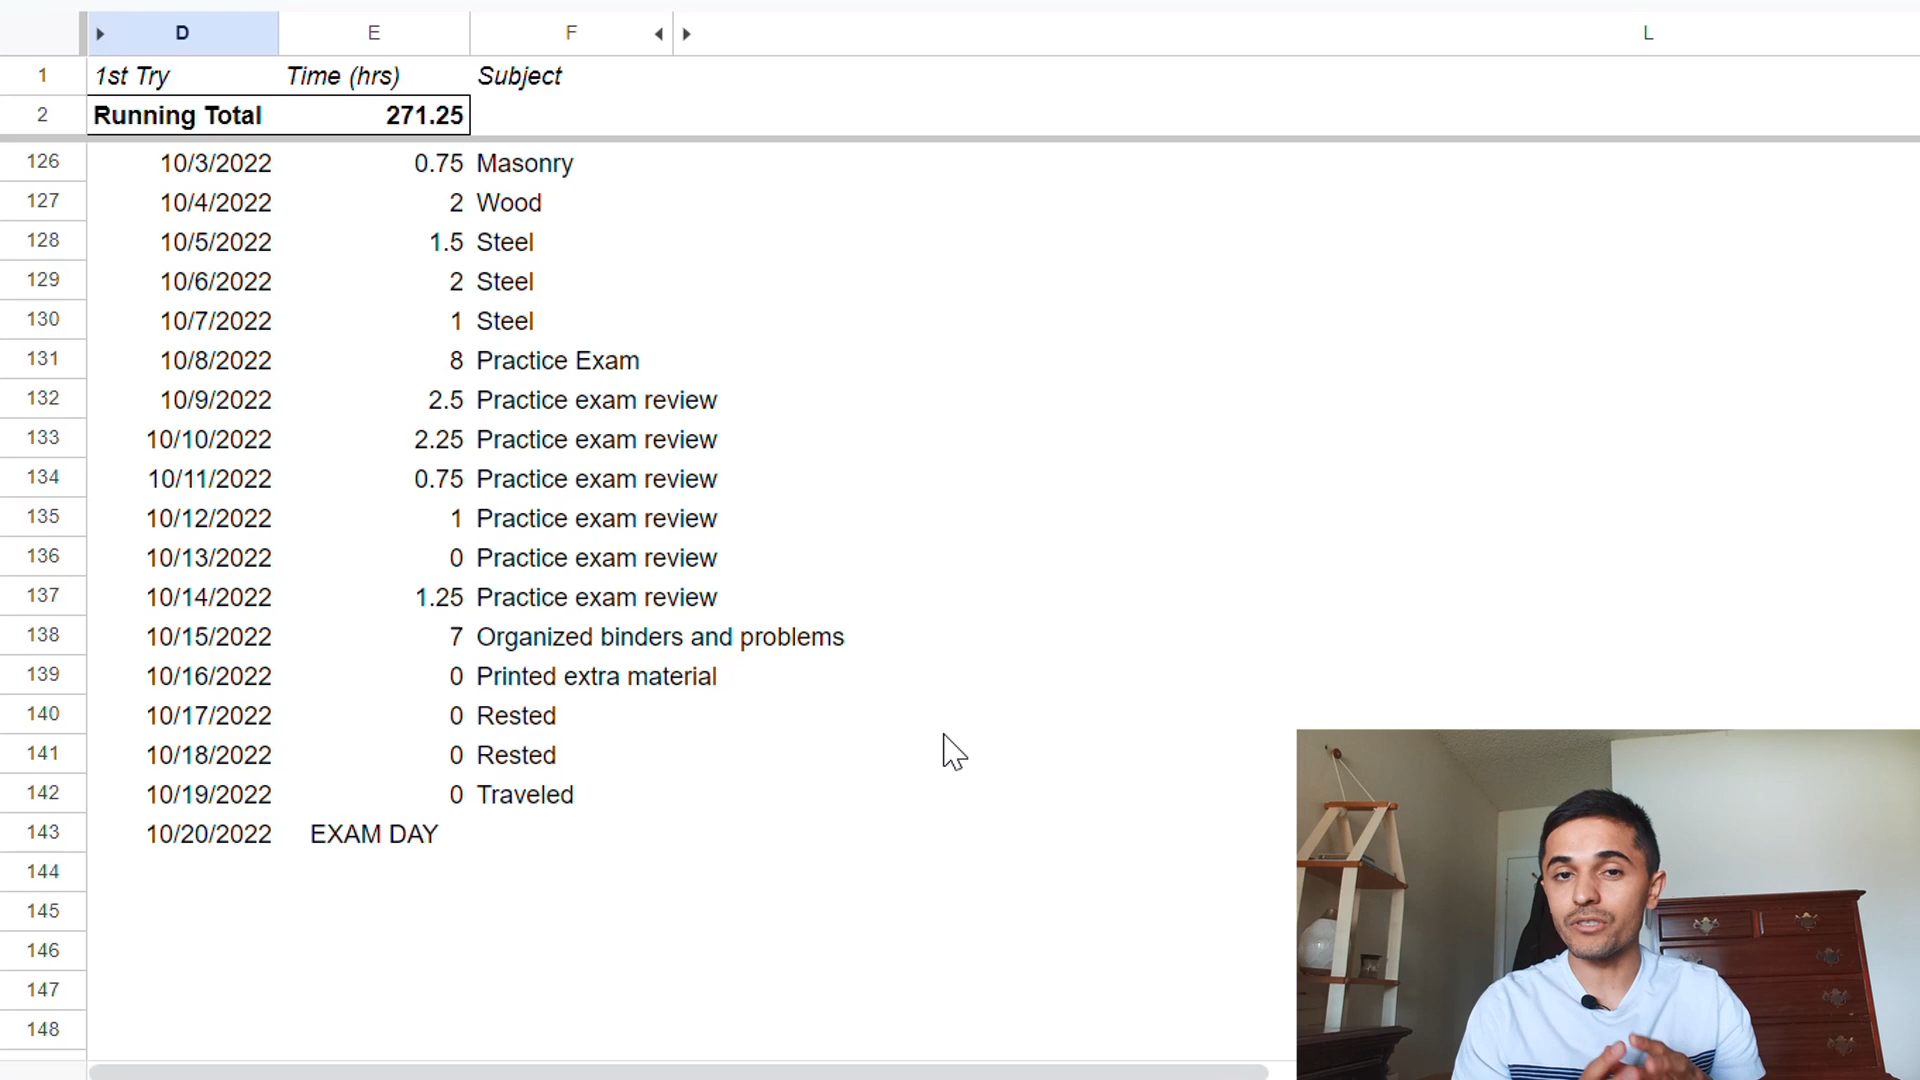 D E F L
1 1st Try Time (hrs) Subject
2 Running Total 271.25
126 10/3/2022 0.75 Masonry
127 10/4/2022 2 Wood
128 10/5/2022 1.5 Steel
129 10/6/2022 2 Steel
130 10/7/2022 1 Steel
131 10/8/2022 8 Practice Exam
132 10/9/2022 2.5 Practice exam review
133 10/10/2022 2.25 Practice exam review
134 10/11/2022 0.75 Practice exam review
135 10/12/2022 1 Practice exam review
136 10/13/2022 0 Practice exam review
137 10/14/2022 1.25 Practice exam review
138 10/15/2022 7 Organized binders and problems
139 10/16/2022 0 Printed extra material
140 10/17/2022 0 Rested
141 10/18/2022 0 Rested
142 10/19/2022 0 Traveled
143 10/20/2022 EXAM DAY
144
145
146
147
148